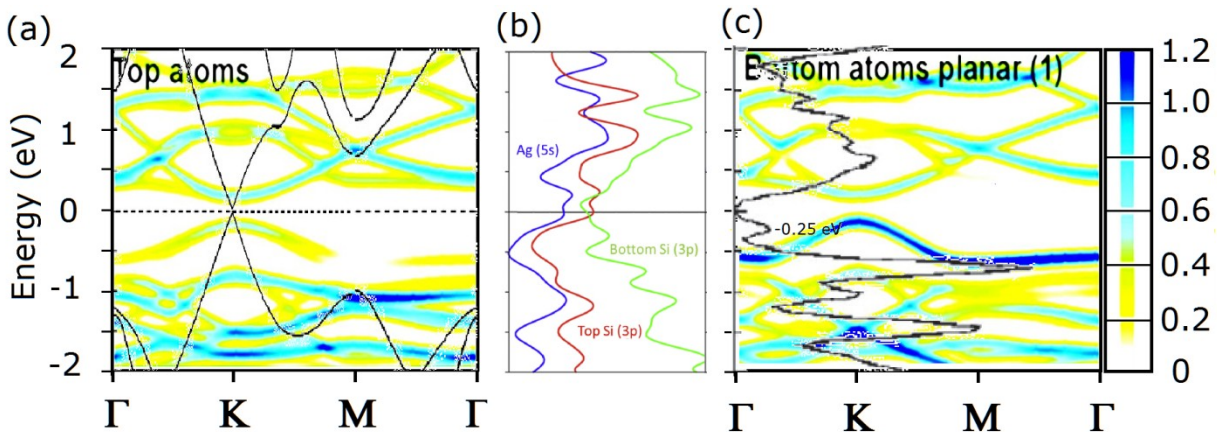 (a)
(b)
(c)
Top atoms
Bottom atoms planar (1)
Energy (eV)
2
1
0
-1
-2
Γ K M Γ
Ag (5s)
Bottom Si (3p)
Top Si (3p)
-0.25 eV
Γ K M Γ
1.2
1.0
0.8
0.6
0.4
0.2
0